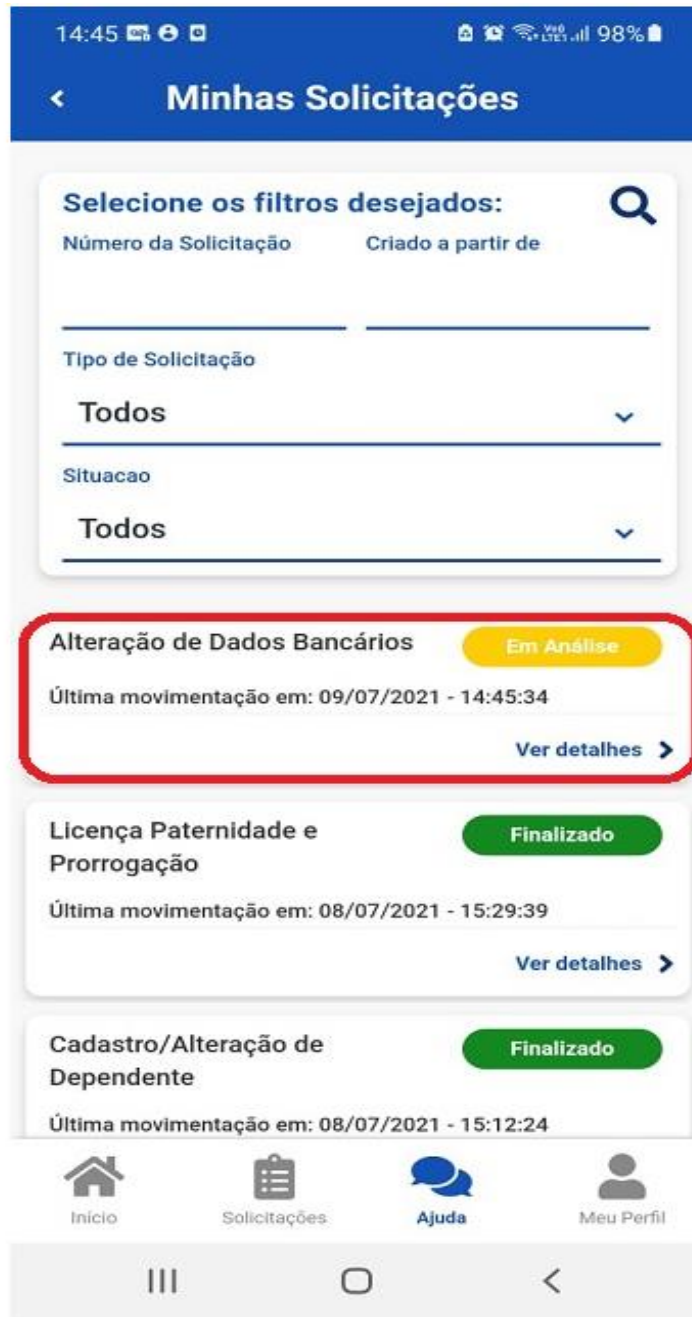 14:45 98%
Minhas Solicitações
Selecione os filtros desejados:
Número da Solicitação Criado a partir de
Tipo de Solicitação
Todos
Situacao
Todos
Alteração de Dados Bancários Em Análise
Última movimentação em: 09/07/2021 - 14:45:34
Ver detalhes
Licença Paternidade e Finalizado
Prorrogação
Última movimentação em: 08/07/2021 - 15:29:39
Ver detalhes
Cadastro/Alteração de Finalizado
Dependente
Última movimentação em: 08/07/2021 - 15:12:24
Início Solicitações Ajuda Meu Perfil